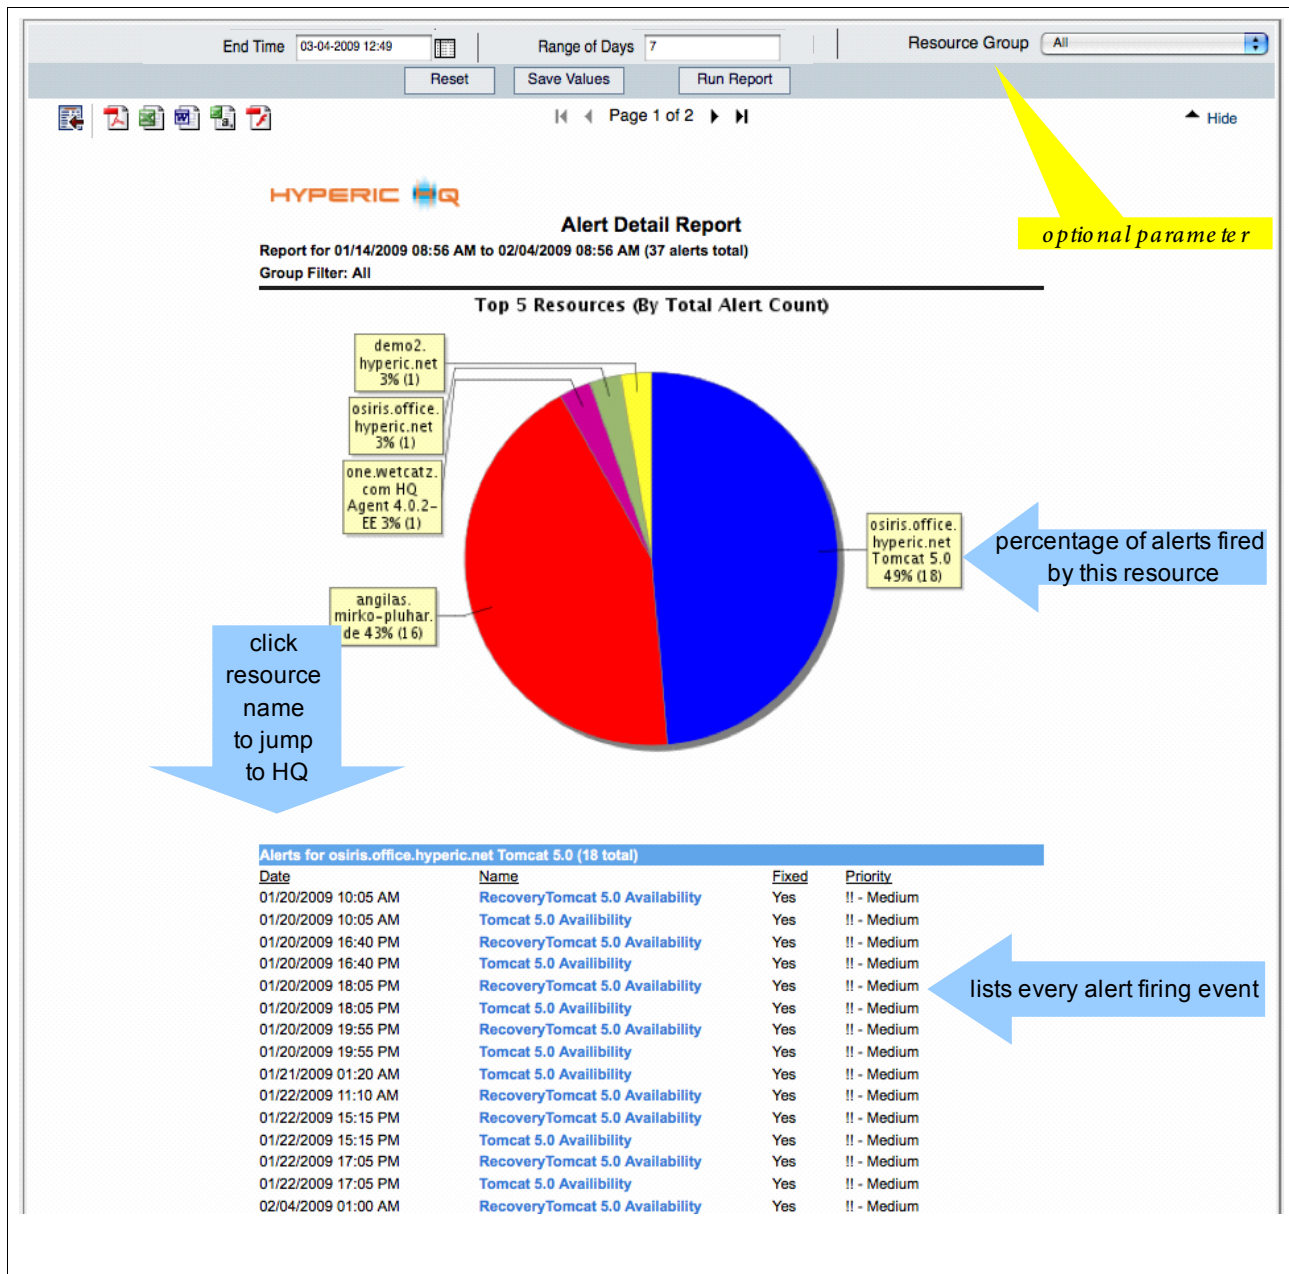 End Time 03-04-2009 12:49 Range of Days 7 Resource Group All
Reset Save Values Run Report
Page 1 of 2 Hide
HYPERIC HQ
Alert Detail Report
optional parameter
Report for 01/14/2009 08:56 AM to 02/04/2009 08:56 AM (37 alerts total)
Group Filter: All
Top 5 Resources (By Total Alert Count)
demo2.
hyperic.net
3% (1)
osiris.office.
hyperic.net
3% (1)
one.wetcatz.
com HQ
Agent 4.0.2-
EE 3% (1)
osiris.office.
hyperic.net
Tomcat 5.0
49% (18)
percentage of alerts fired
by this resource
angilas.
mirko-pluhar.
de 43% (16)
click
resource
name
to jump
to HQ
Alerts for osiris.office.hyperic.net Tomcat 5.0 (18 total)
Date Name Fixed Priority
01/20/2009 10:05 AM RecoveryTomcat 5.0 Availability Yes !! - Medium
01/20/2009 10:05 AM Tomcat 5.0 Availibility Yes !! - Medium
01/20/2009 16:40 PM RecoveryTomcat 5.0 Availability Yes !! - Medium
01/20/2009 16:40 PM Tomcat 5.0 Availibility Yes !! - Medium
01/20/2009 18:05 PM RecoveryTomcat 5.0 Availability Yes !! - Medium
01/20/2009 18:05 PM Tomcat 5.0 Availibility Yes !! - Medium
01/20/2009 19:55 PM RecoveryTomcat 5.0 Availability Yes !! - Medium
01/20/2009 19:55 PM Tomcat 5.0 Availibility Yes !! - Medium
01/21/2009 01:20 AM Tomcat 5.0 Availibility Yes !! - Medium
01/22/2009 11:10 AM RecoveryTomcat 5.0 Availability Yes !! - Medium
01/22/2009 15:15 PM RecoveryTomcat 5.0 Availability Yes !! - Medium
01/22/2009 15:15 PM Tomcat 5.0 Availibility Yes !! - Medium
01/22/2009 17:05 PM RecoveryTomcat 5.0 Availability Yes !! - Medium
01/22/2009 17:05 PM Tomcat 5.0 Availibility Yes !! - Medium
02/04/2009 01:00 AM RecoveryTomcat 5.0 Availability Yes !! - Medium
lists every alert firing event